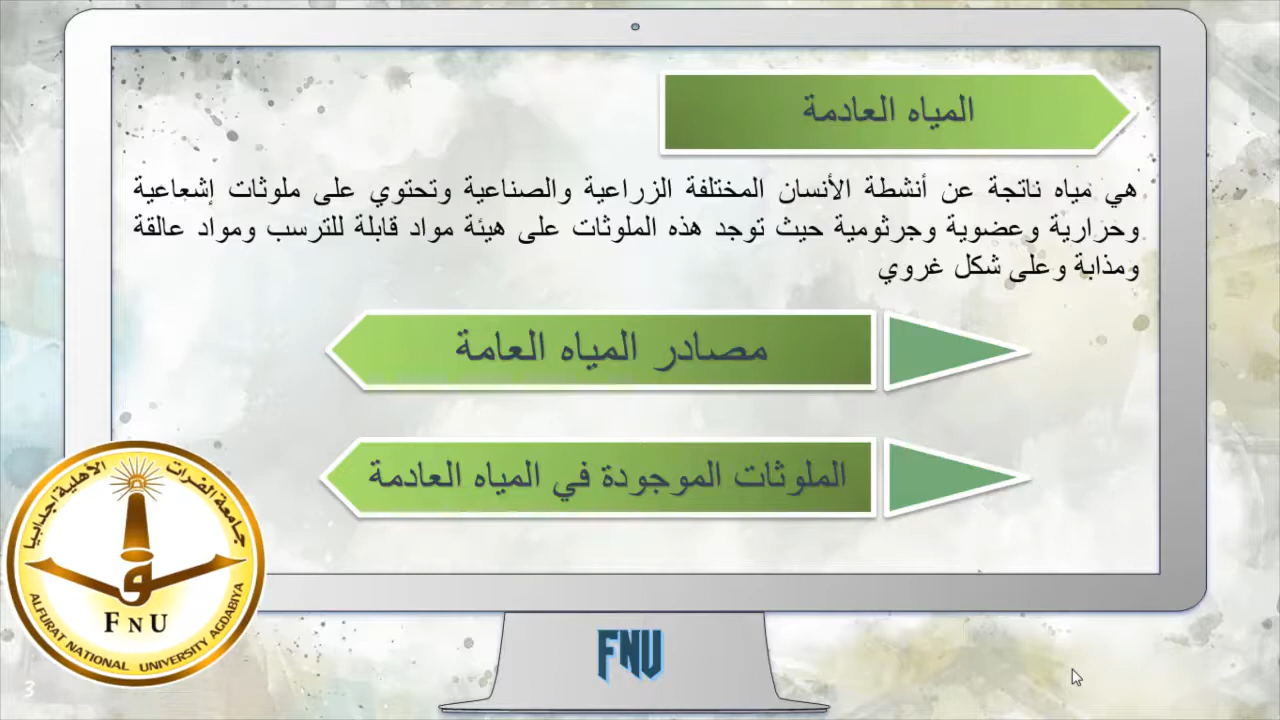 المياه العادمة
هي مياه ناتجة عن أنشطة الأنسان المختلفة الزراعية والصناعية وتحتوي على ملوثات إشعاعية
وحرارية وعضوية وجرثومية حيث توجد هذه الملوثات على هيئة مواد قابلة للترسب ومواد عالقة
ومذابة وعلى شكل غروي
مصادر المياه العامة
الملوثات الموجودة في المياه العادمة
جامعة الفرات الأهلية اجدابيا
FNU
ALFURAT NATIONAL UNIVERSITY AGDABIYA
FNU
3